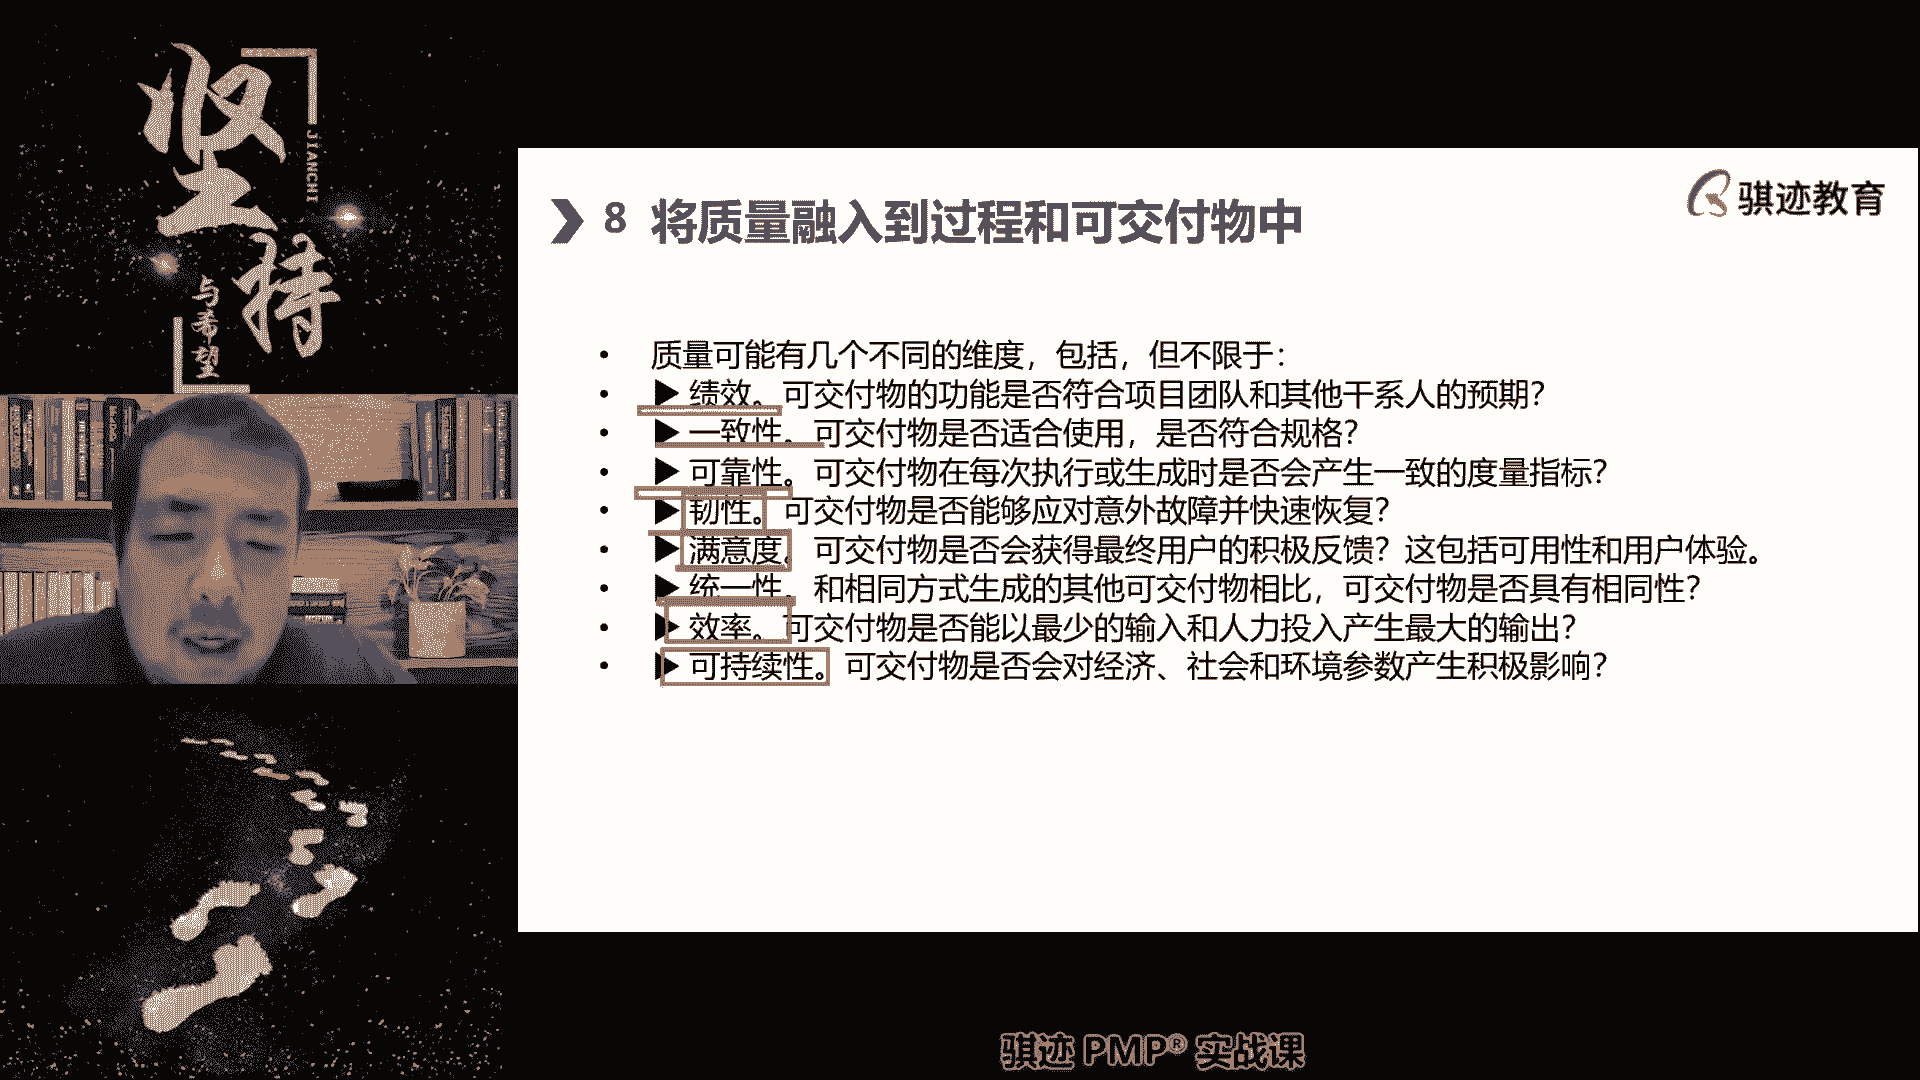 坚持
JIANCHI
与希望
骐迹教育
8 将质量融入到过程和可交付物中
• 质量可能有几个不同的维度，包括，但不限于：
• ▶ 绩效。可交付物的功能是否符合项目团队和其他干系人的预期？
• ▶ 一致性。可交付物是否适合使用，是否符合规格？
• ▶ 可靠性。可交付物在每次执行或生成时是否会产生一致的度量指标？
• ▶ 韧性。可交付物是否能够应对意外故障并快速恢复？
• ▶ 满意度。可交付物是否会获得最终用户的积极反馈？这包括可用性和用户体验。
• ▶ 统一性。和相同方式生成的其他可交付物相比，可交付物是否具有相同性？
• ▶ 效率。可交付物是否能以最少的输入和人力投入产生最大的输出？
• ▶ 可持续性。可交付物是否会对经济、社会和环境参数产生积极影响？
骐迹 PMP® 实战课